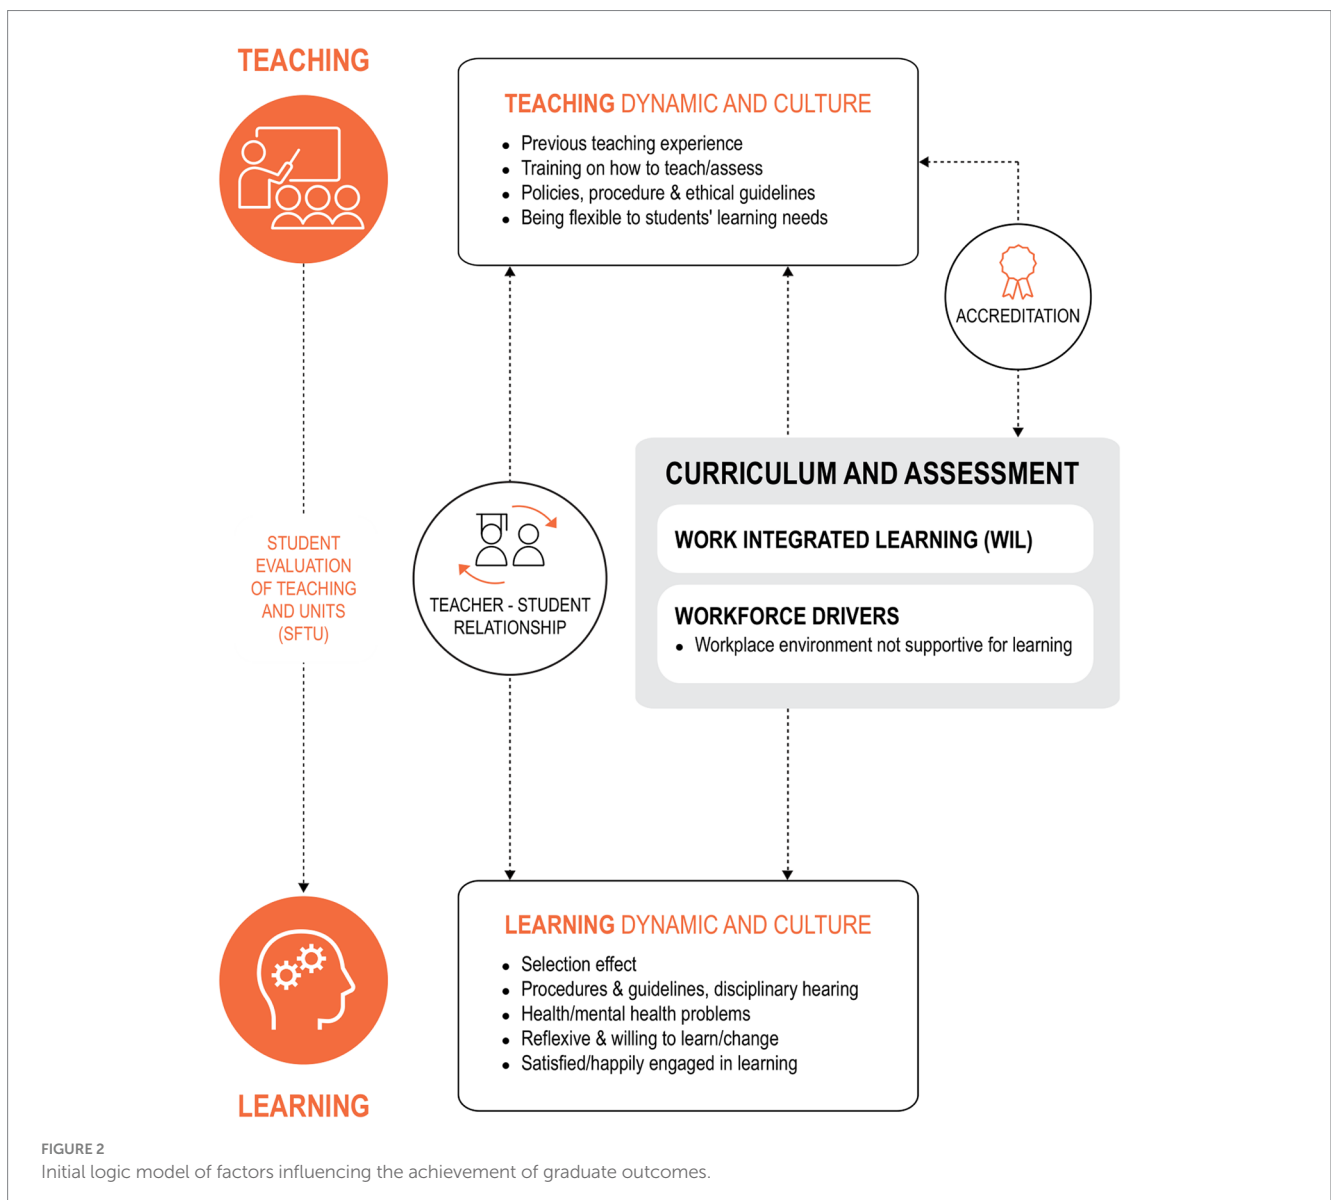 TEACHING
TEACHING DYNAMIC AND CULTURE
• Previous teaching experience
• Training on how to teach/assess
• Policies, procedure & ethical guidelines
• Being flexible to students' learning needs
ACCREDITATION
STUDENT
EVALUATION
OF TEACHING
AND UNITS
(SFTU)
TEACHER - STUDENT
RELATIONSHIP
CURRICULUM AND ASSESSMENT
WORK INTEGRATED LEARNING (WIL)
WORKFORCE DRIVERS
• Workplace environment not supportive for learning
LEARNING DYNAMIC AND CULTURE
• Selection effect
• Procedures & guidelines, disciplinary hearing
• Health/mental health problems
• Reflexive & willing to learn/change
• Satisfied/happily engaged in learning
LEARNING
FIGURE 2
Initial logic model of factors influencing the achievement of graduate outcomes.